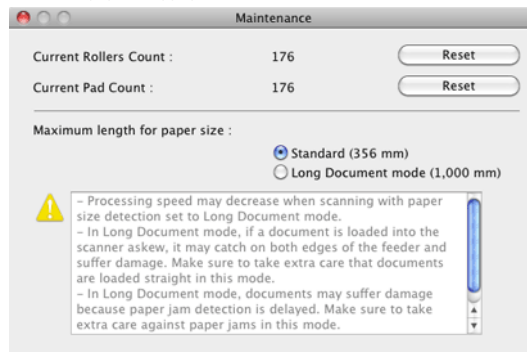 Maintenance
Current Rollers Count : 176 Reset
Current Pad Count : 176 Reset
Maximum length for paper size :
Standard (356 mm)
Long Document mode (1,000 mm)
– Processing speed may decrease when scanning with paper
size detection set to Long Document mode.
– In Long Document mode, if a document is loaded into the
scanner askew, it may catch on both edges of the feeder and
suffer damage. Make sure to take extra care that documents
are loaded straight in this mode.
– In Long Document mode, documents may suffer damage
because paper jam detection is delayed. Make sure to take
extra care against paper jams in this mode.